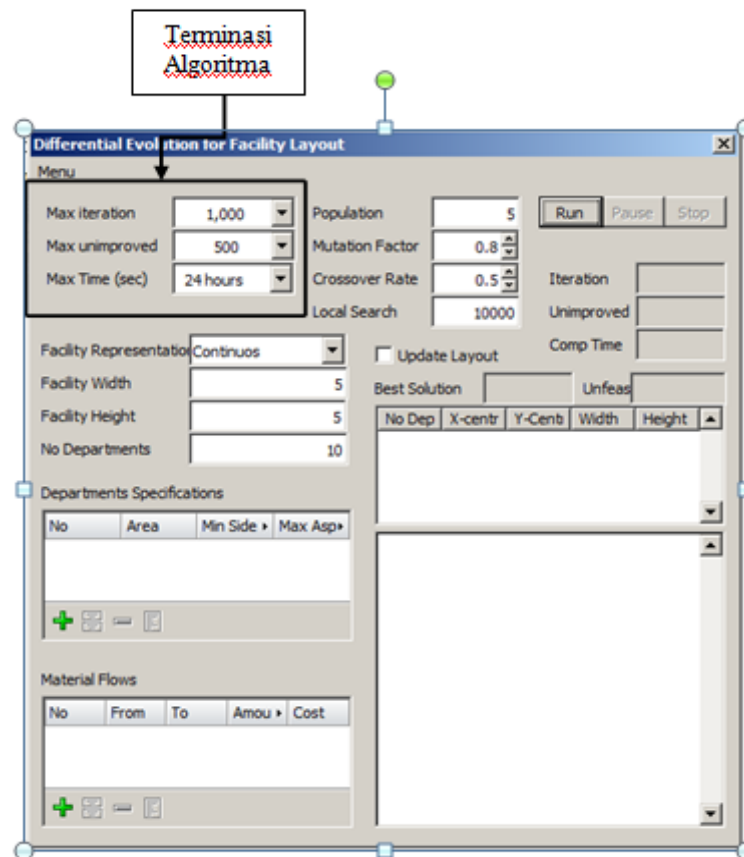 Terminasi
Algoritma
Differential Evolution for Facility Layout
Menu
Max iteration 1,000
Max unimproved 500
Max Time (sec) 24 hours
Population 5
Mutation Factor 0.8
Crossover Rate 0.5
Local Search 10000
Run Pause Stop
Iteration
Unimproved
Comp Time
Facility Representation Continuos
Facility Width 5
Facility Height 5
No Departments 10
Update Layout
Best Solution Unfeas
No Dep X-centr Y-Cent Width Height
Departments Specifications
No Area Min Side Max Asp
Material Flows
No From To Amou Cost